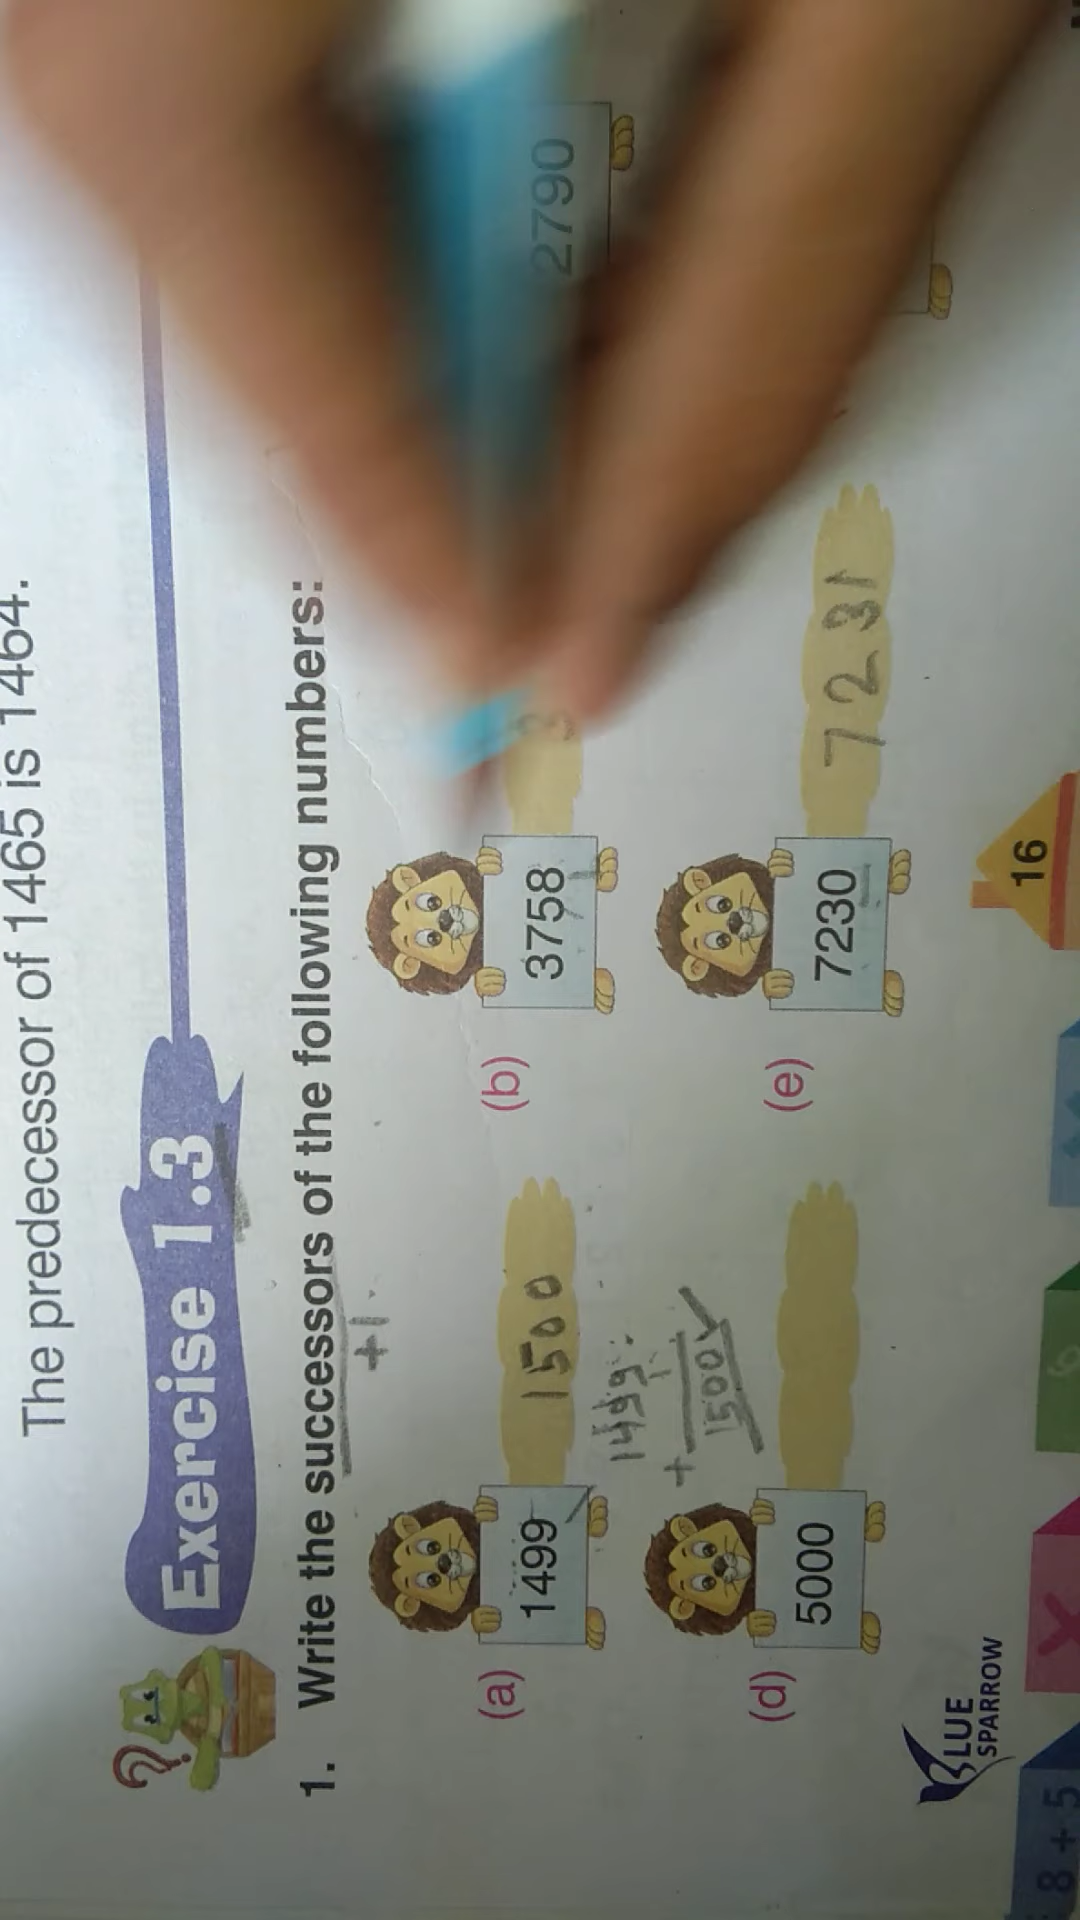 The predecessor of 1465 is 1464.
Exercise 1.3
1. Write the successors of the following numbers:
+1
(a) 1499 1500
(b) 3758 3
2790
1499
+ 1
1500
(d) 5000
(e) 7230 7231
BLUE
SPARROW
16
8 + 5